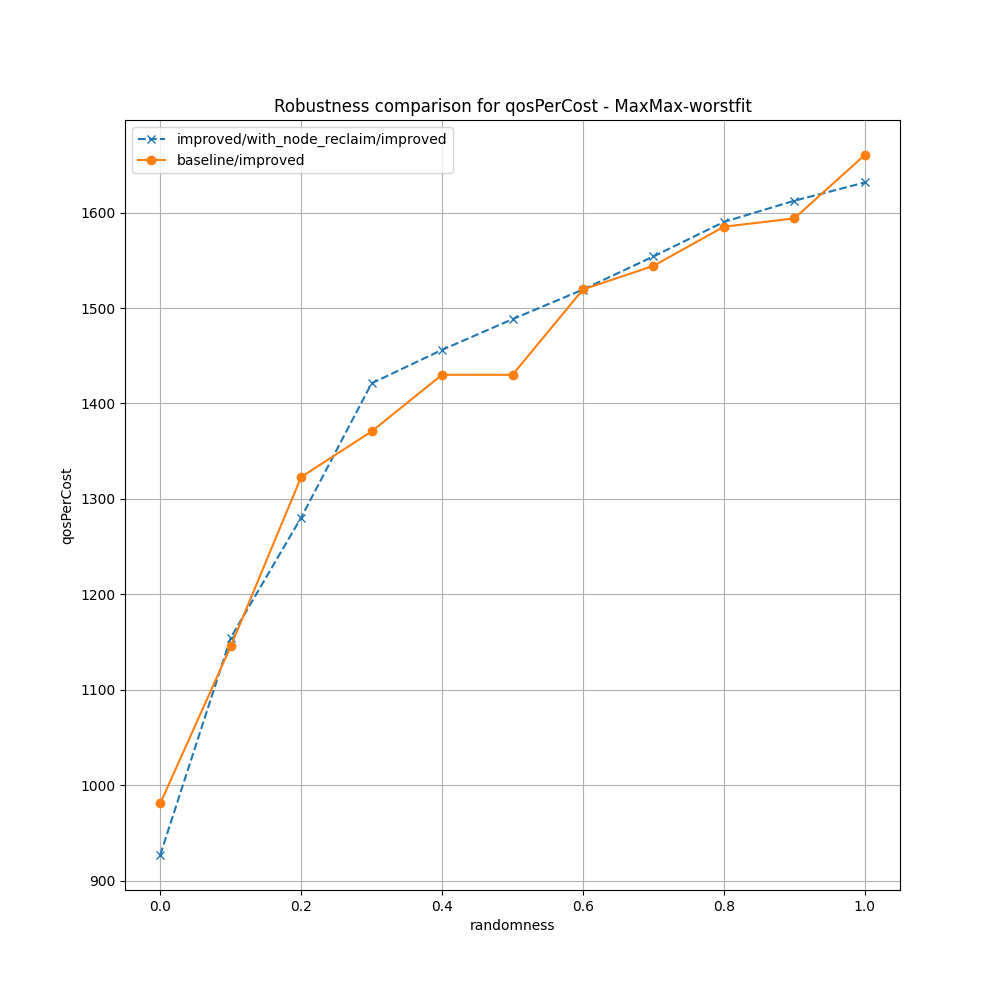 Robustness comparison for qosPerCost - MaxMax-worstfit
improved/with_node_reclaim/improved
baseline/improved
1600
1500
1400
1300
1200
1100
1000
900
qosPerCost
0.0 0.2 0.4 0.6 0.8 1.0
randomness